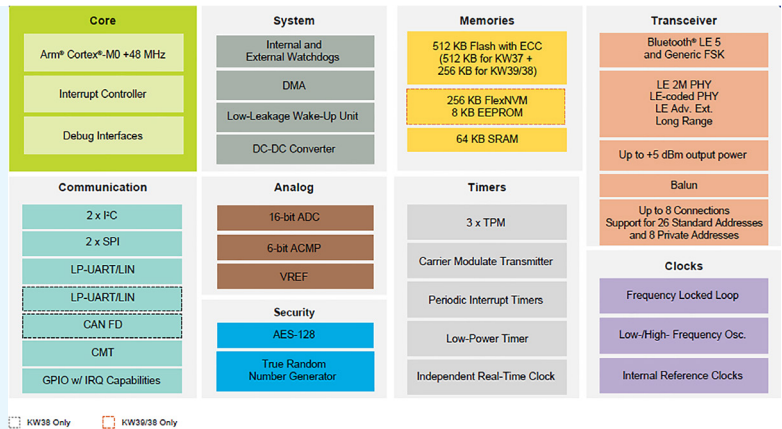 Core
Arm® Cortex®-M0 +48 MHz
Interrupt Controller
Debug Interfaces
System
Internal and
External Watchdogs
DMA
Low-Leakage Wake-Up Unit
DC-DC Converter
Memories
512 KB Flash with ECC
(512 KB for KW37 +
256 KB for KW39/38)
256 KB FlexNVM
8 KB EEPROM
64 KB SRAM
Transceiver
Bluetooth® LE 5
and Generic FSK
LE 2M PHY
LE-coded PHY
LE Adv. Ext.
Long Range
Up to +5 dBm output power
Balun
Up to 8 Connections
Support for 26 Standard Addresses
and 8 Private Addresses
Communication
2 x I²C
2 x SPI
LP-UART/LIN
LP-UART/LIN
CAN FD
CMT
GPIO w/ IRQ Capabilities
Analog
16-bit ADC
6-bit ACMP
VREF
Security
AES-128
True Random
Number Generator
Timers
3 x TPM
Carrier Modulate Transmitter
Periodic Interrupt Timers
Low-Power Timer
Independent Real-Time Clock
Clocks
Frequency Locked Loop
Low-/High- Frequency Osc.
Internal Reference Clocks
KW38 Only
KW39/38 Only